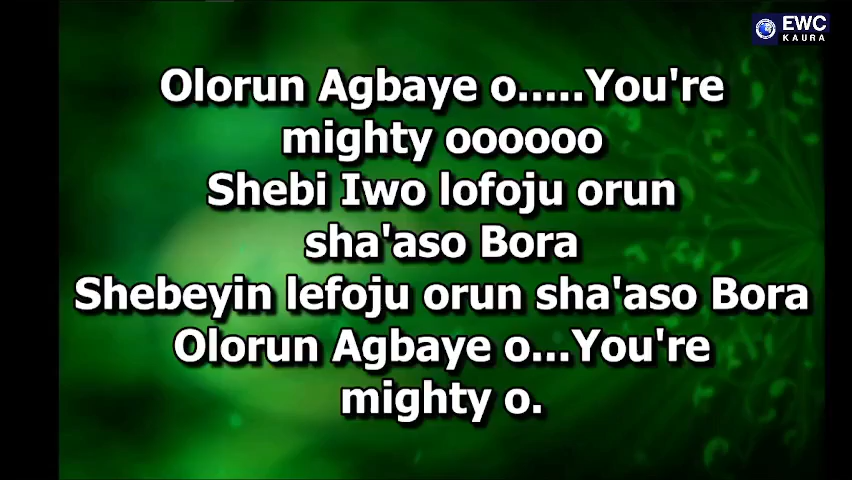 EWC
KAURA
Olorun Agbaye o.....You're
mighty oooooo
Shebi Iwo lofoju orun
sha'aso Bora
Shebeyin lefoju orun sha'aso Bora
Olorun Agbaye o...You're
mighty o.